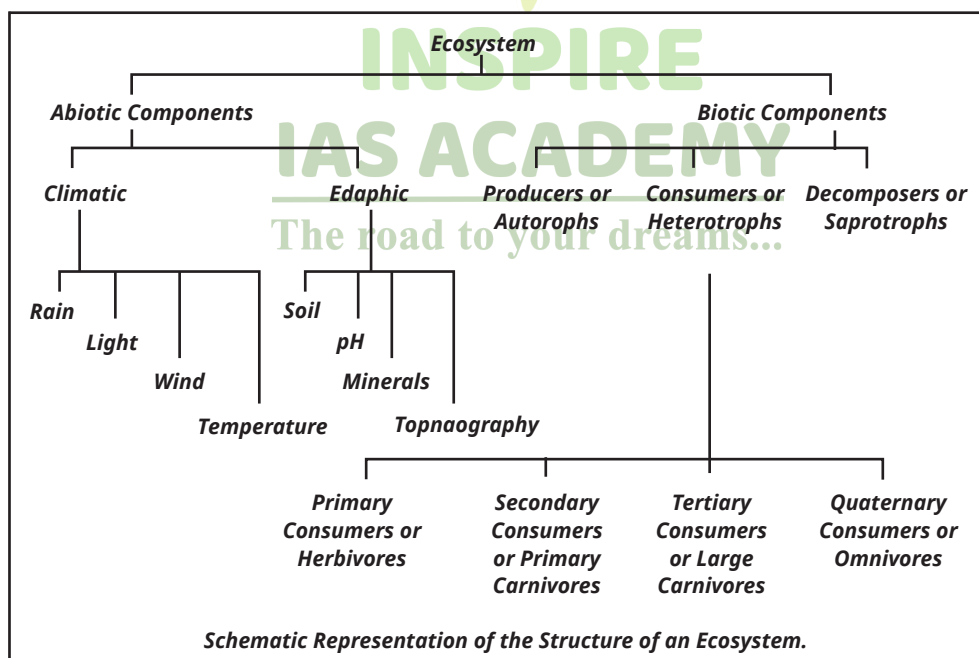 INSPIRE
IAS ACADEMY
The road to your dreams...
Ecosystem
Abiotic Components
Biotic Components
Climatic
Edaphic
Producers or
Autorophs
Consumers or
Heterotrophs
Decomposers or
Saprotrophs
Rain
Light
Wind
Temperature
Soil
pH
Minerals
Topnaography
Primary
Consumers or
Herbivores
Secondary
Consumers
or Primary
Carnivores
Tertiary
Consumers
or Large
Carnivores
Quaternary
Consumers or
Omnivores
Schematic Representation of the Structure of an Ecosystem.